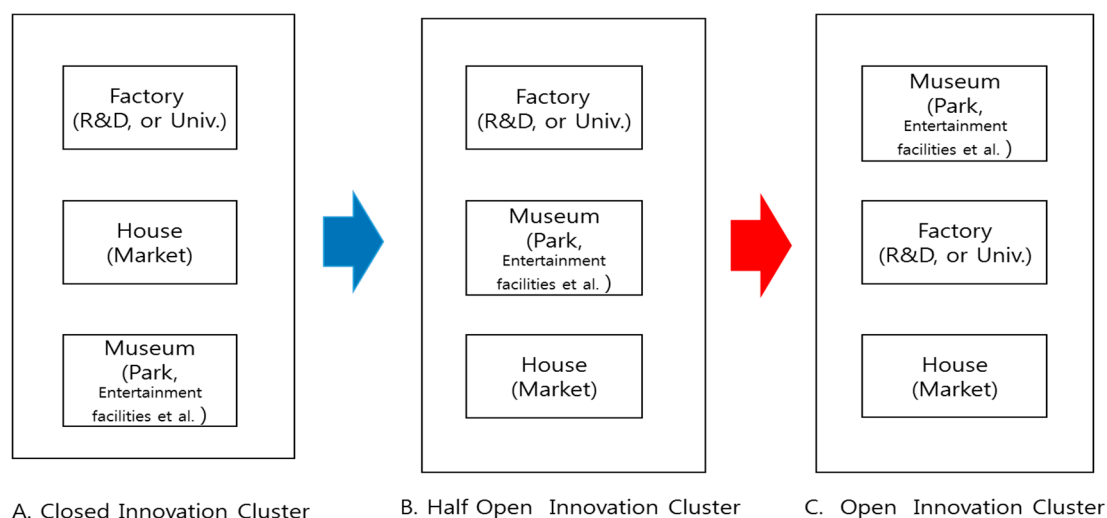 Factory
(R&D, or Univ.)
House
(Market)
Museum
(Park,
Entertainment
facilities et al. )
A. Closed Innovation Cluster
Factory
(R&D, or Univ.)
Museum
(Park,
Entertainment
facilities et al. )
House
(Market)
B. Half Open Innovation Cluster
Museum
(Park,
Entertainment
facilities et al. )
Factory
(R&D, or Univ.)
House
(Market)
C. Open Innovation Cluster